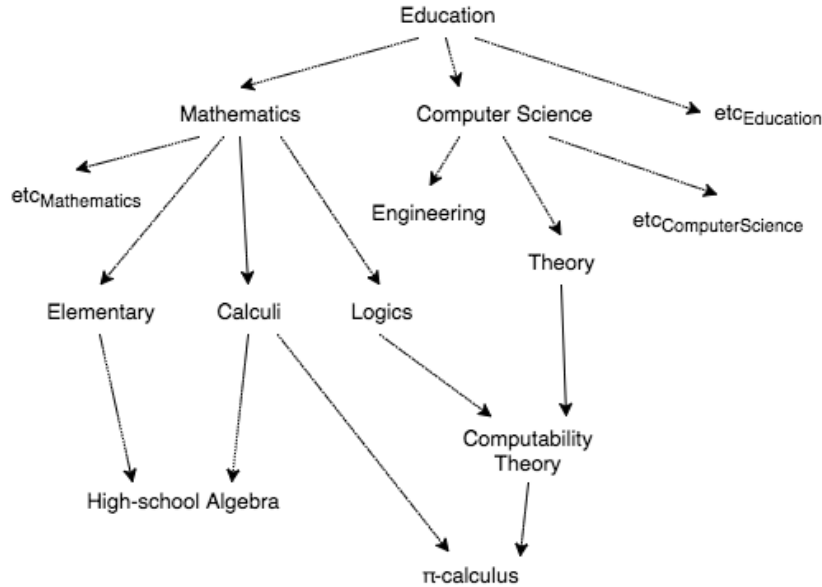 Education
Mathematics
Computer Science
etcEducation
etcMathematics
Engineering
etcComputerScience
Theory
Elementary
Calculi
Logics
Computability
Theory
High-school Algebra
π-calculus